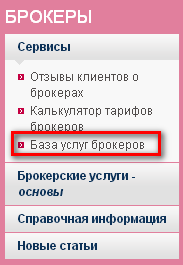 БРОКЕРЫ
Сервисы
Отзывы клиентов о
брокерах
Калькулятор тарифов
брокеров
База услуг брокеров
Брокерские услуги -
основы
Справочная информация
Новые статьи